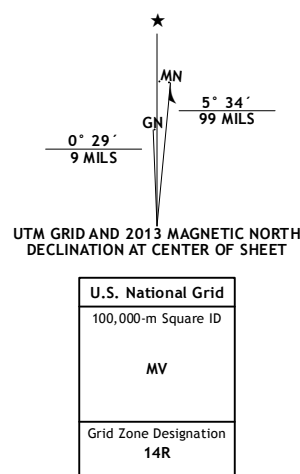 ★
MN
5° 34´
99 MILS
GN
0° 29´
9 MILS
UTM GRID AND 2013 MAGNETIC NORTH
DECLINATION AT CENTER OF SHEET
U.S. National Grid
100,000-m Square ID
MV
Grid Zone Designation
14R